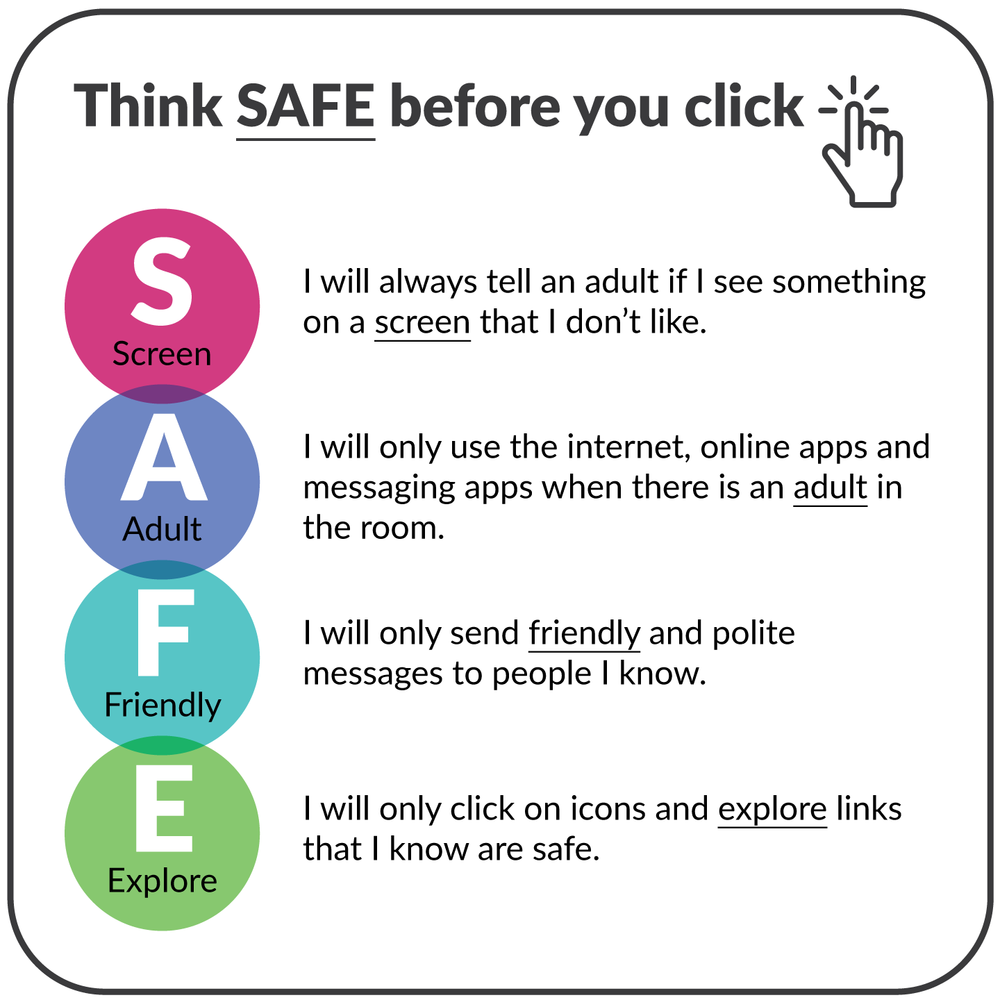 Think SAFE before you click
S
Screen
I will always tell an adult if I see something
on a screen that I don’t like.
A
Adult
I will only use the internet, online apps and
messaging apps when there is an adult in
the room.
F
Friendly
I will only send friendly and polite
messages to people I know.
E
Explore
I will only click on icons and explore links
that I know are safe.